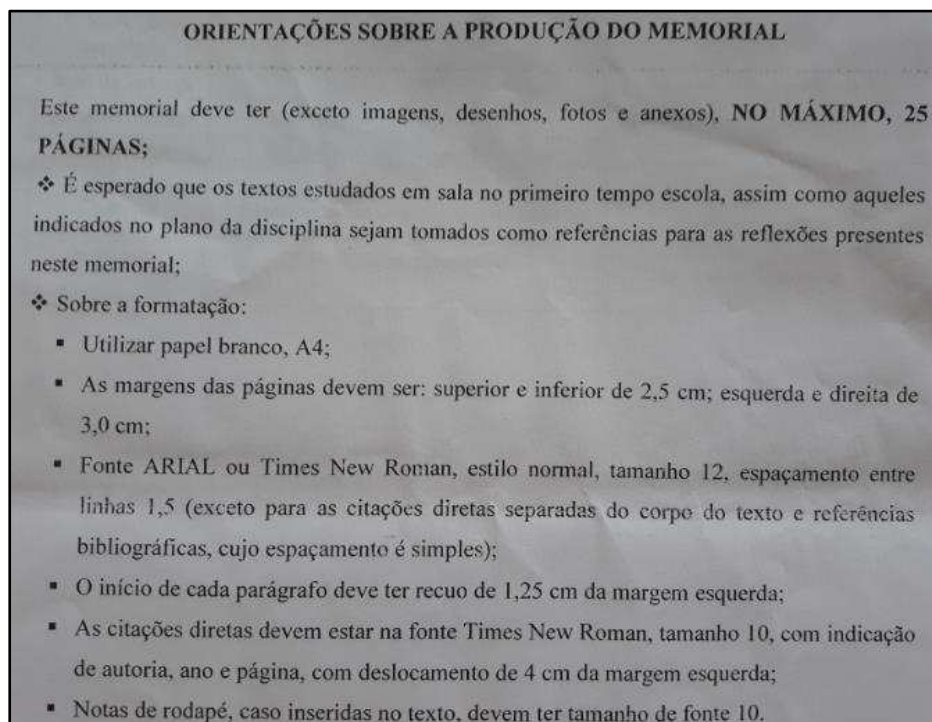 ORIENTAÇÕES SOBRE A PRODUÇÃO DO MEMORIAL
Este memorial deve ter (exceto imagens, desenhos, fotos e anexos), NO MÁXIMO, 25
PÁGINAS;
❖ É esperado que os textos estudados em sala no primeiro tempo escola, assim como aqueles
indicados no plano da disciplina sejam tomados como referências para as reflexões presentes
neste memorial;
❖ Sobre a formatação:
▪ Utilizar papel branco, A4;
▪ As margens das páginas devem ser: superior e inferior de 2,5 cm; esquerda e direita de
3,0 cm;
▪ Fonte ARIAL ou Times New Roman, estilo normal, tamanho 12, espaçamento entre
linhas 1,5 (exceto para as citações diretas separadas do corpo do texto e referências
bibliográficas, cujo espaçamento é simples);
▪ O início de cada parágrafo deve ter recuo de 1,25 cm da margem esquerda;
▪ As citações diretas devem estar na fonte Times New Roman, tamanho 10, com indicação
de autoria, ano e página, com deslocamento de 4 cm da margem esquerda;
▪ Notas de rodapé, caso inseridas no texto, devem ter tamanho de fonte 10.